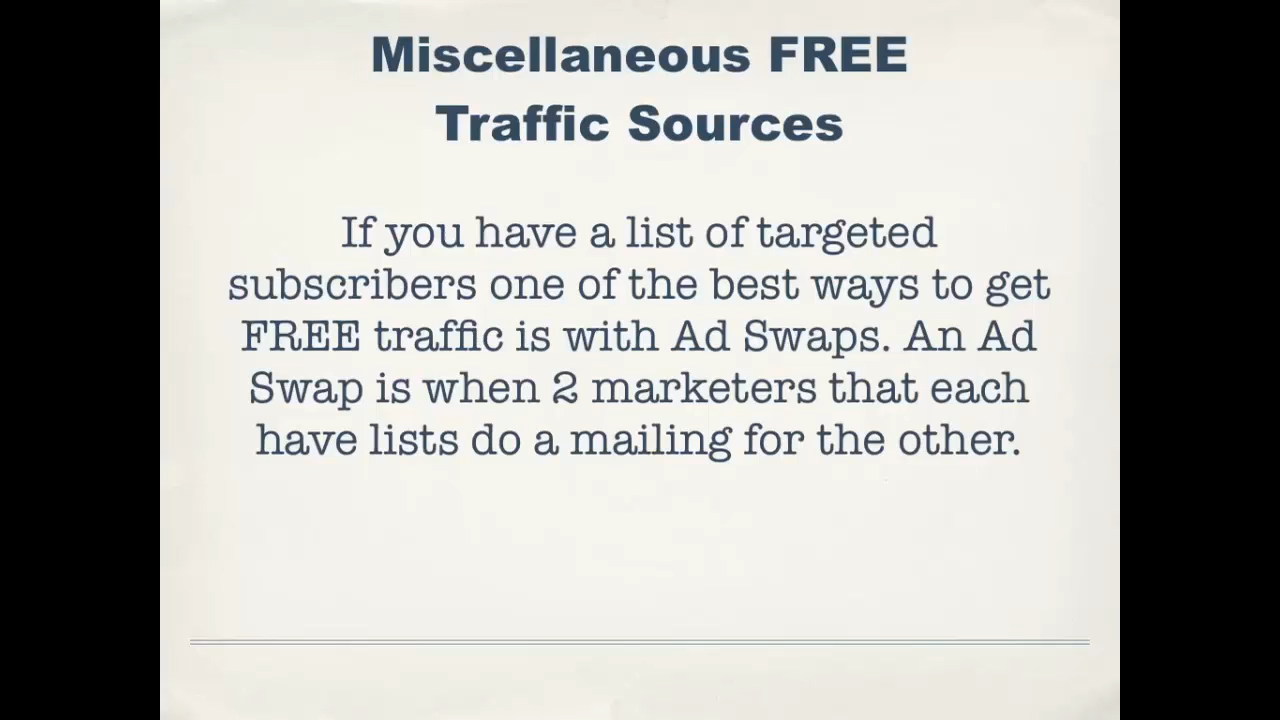 Miscellaneous FREE
Traffic Sources
If you have a list of targeted
subscribers one of the best ways to get
FREE traffic is with Ad Swaps. An Ad
Swap is when 2 marketers that each
have lists do a mailing for the other.